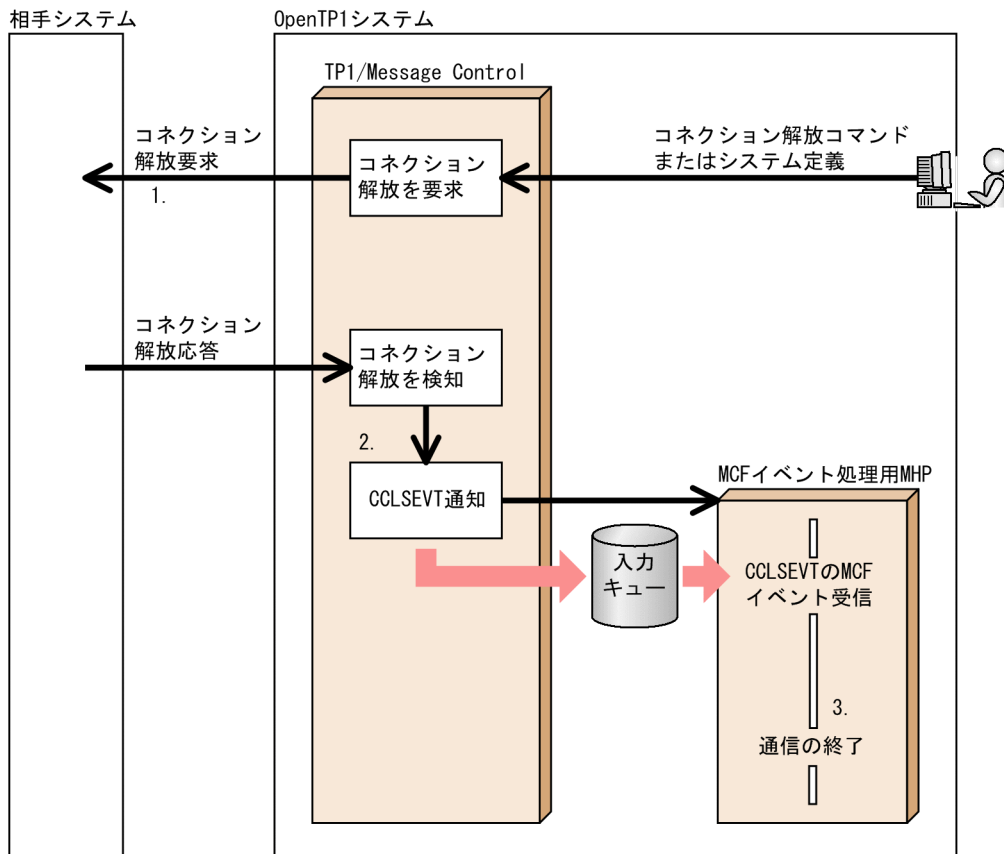 相手システム
OpenTP1システム
TP1/Message Control
コネクション
解放要求
1.
コネクション
解放を要求
コネクション解放コマンド
またはシステム定義
コネクション
解放応答
コネクション
解放を検知
2.
CCLSEVT通知
MCFイベント処理用MHP
入力
キュー
CCLSEVTのMCF
イベント受信
3.
通信の終了